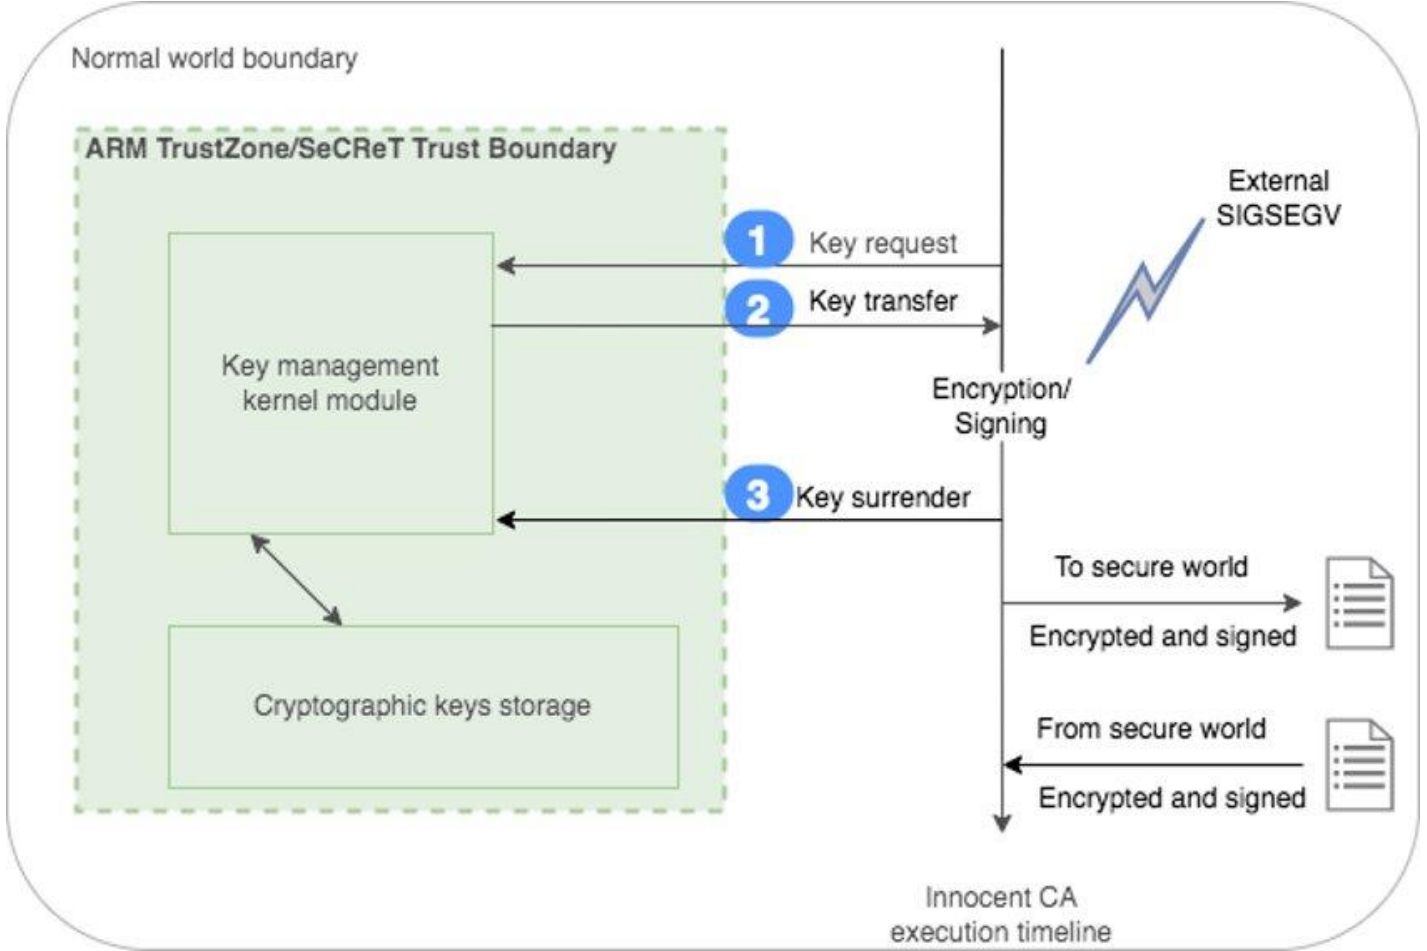 Normal world boundary
ARM TrustZone/SeCReT Trust Boundary
External
SIGSEGV
1
Key request
2
Key transfer
Key management
kernel module
Encryption/
Signing
3
Key surrender
To secure world
Encrypted and signed
Cryptographic keys storage
From secure world
Encrypted and signed
Innocent CA
execution timeline